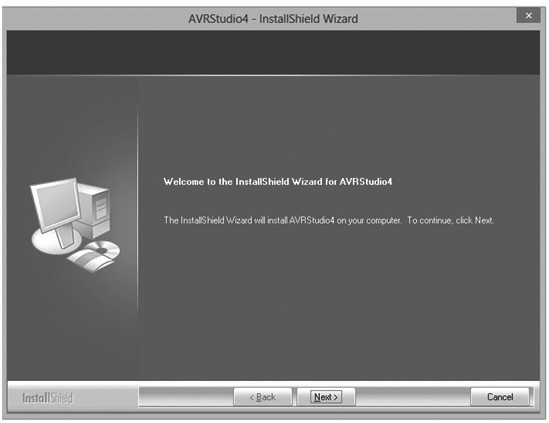 AVRStudio4 - InstallShield Wizard
Welcome to the InstallShield Wizard for AVRStudio4
The InstallShield Wizard will install AVRStudio4 on your computer. To continue, click Next.
InstallShield
< Back
Next >
Cancel